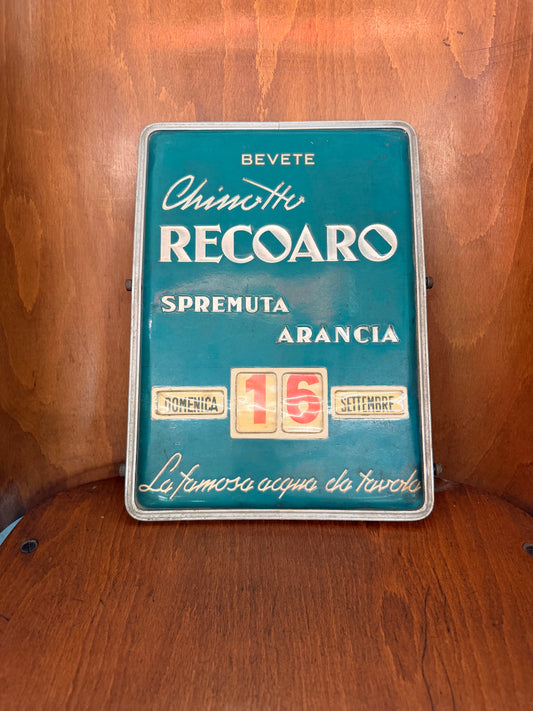 BEVETE
Chinotto
RECOARO
SPREMUTA
ARANCIA
DOMENICA 16 SETTEMBRE
La famosa acqua da tavola